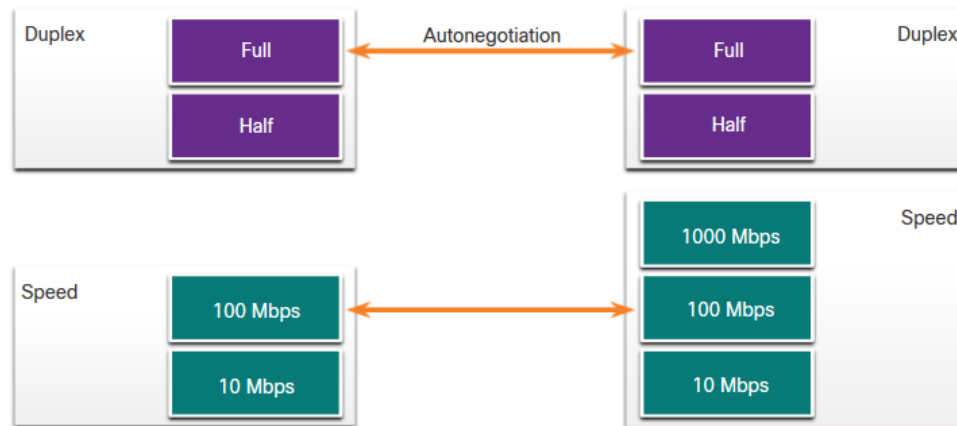 Duplex
Full
Autonegotiation
Full
Duplex
Half
Half
1000 Mbps
Speed
Speed
100 Mbps
100 Mbps
10 Mbps
10 Mbps